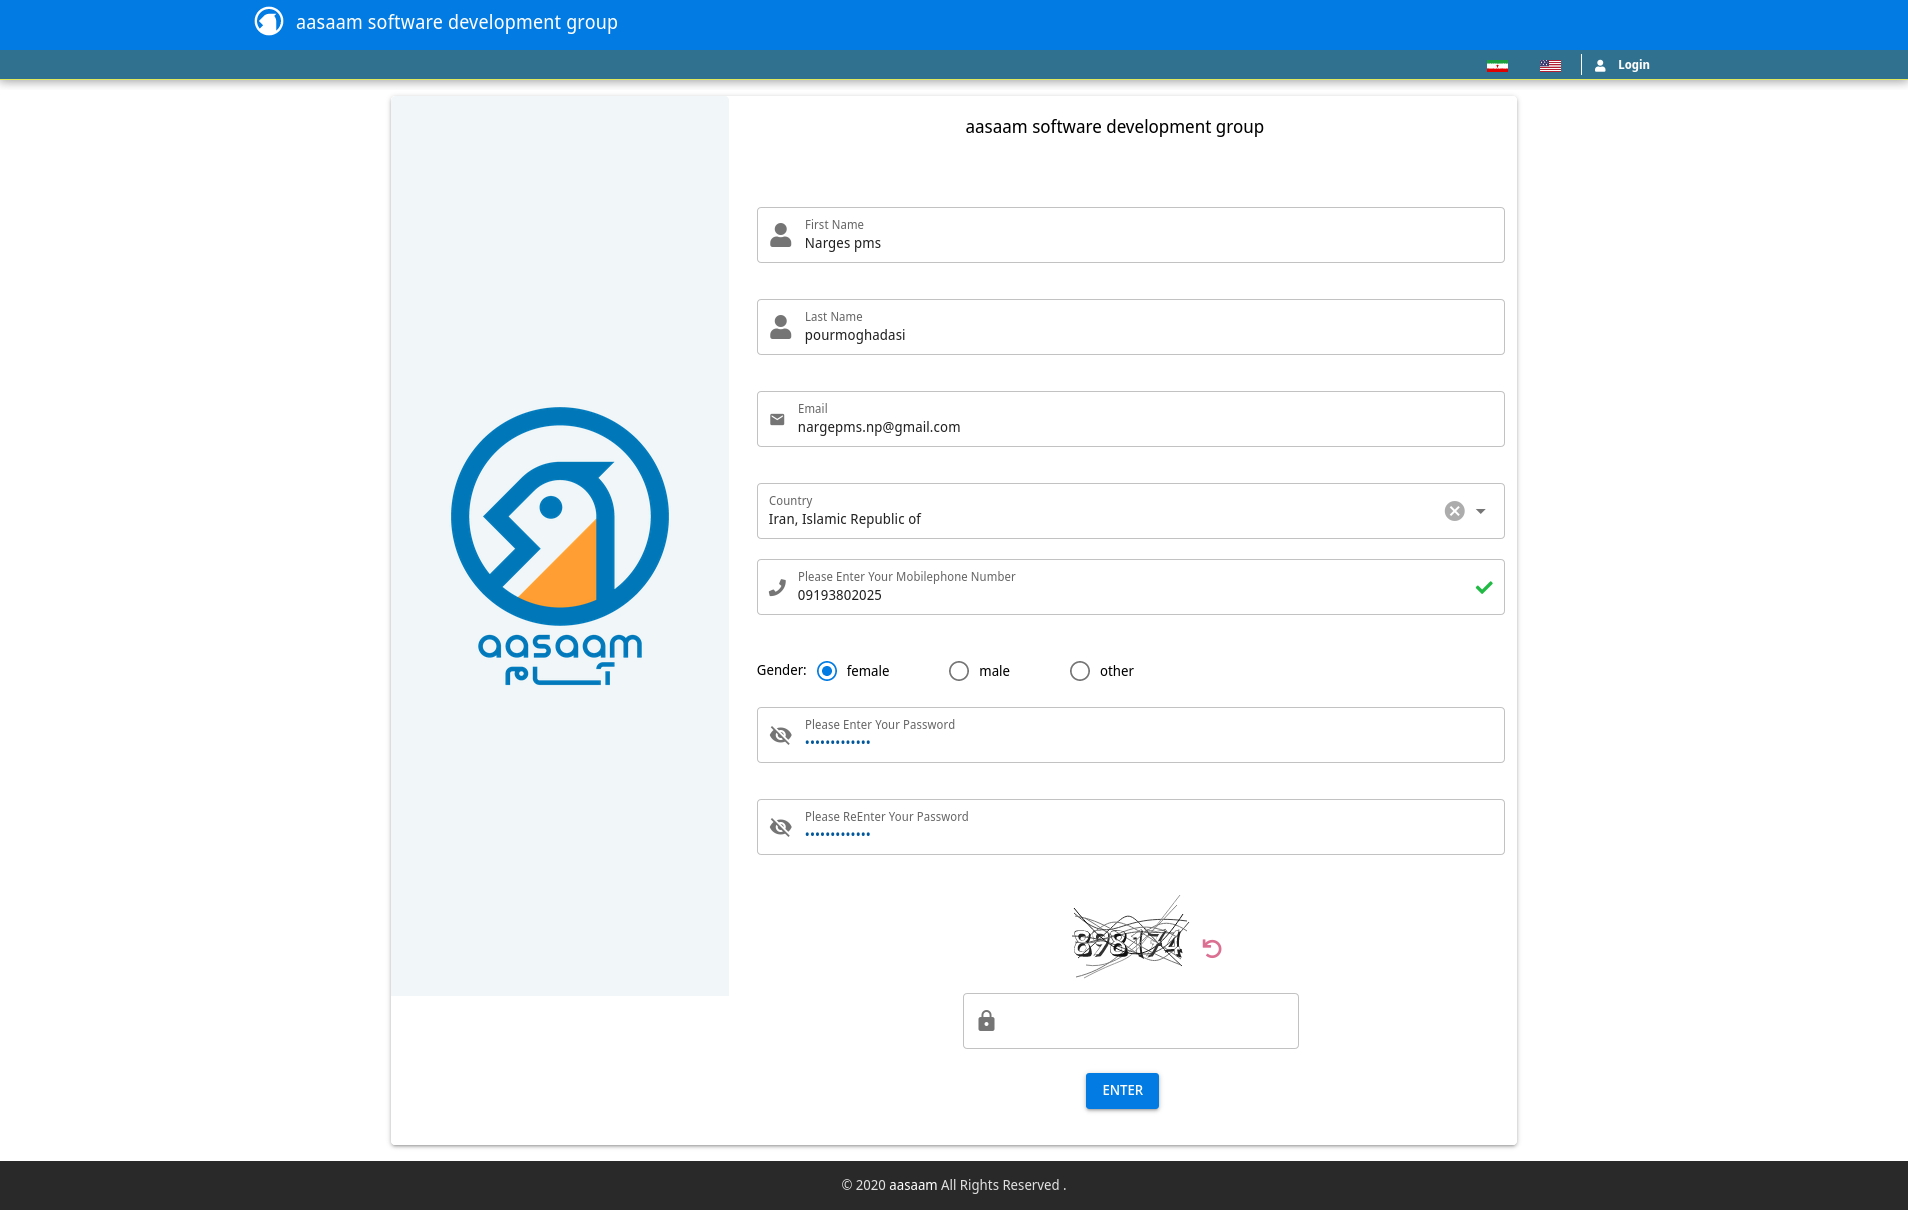 aasaam software development group
Login
aasaam software development group
First Name
Narges pms
Last Name
pourmoghadasi
Email
nargepms.np@gmail.com
Country
Iran, Islamic Republic of
Please Enter Your Mobilephone Number
09193802025
aasaam
آسام
Gender: female male other
Please Enter Your Password
•••••••••••••
Please ReEnter Your Password
•••••••••••••
ENTER
© 2020 aasaam All Rights Reserved .